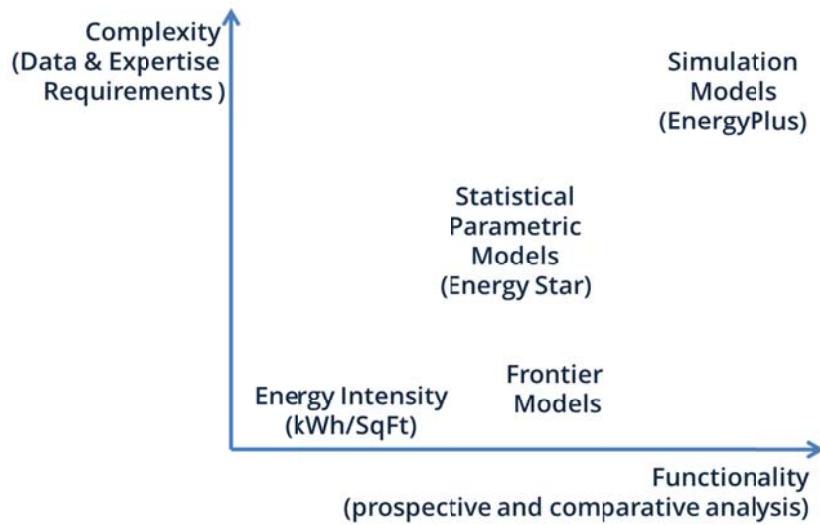 Complexity
(Data & Expertise
Requirements )
Simulation
Models
(EnergyPlus)
Statistical
Parametric
Models
(Energy Star)
Energy Intensity
(kWh/SqFt)
Frontier
Models
Functionality
(prospective and comparative analysis)